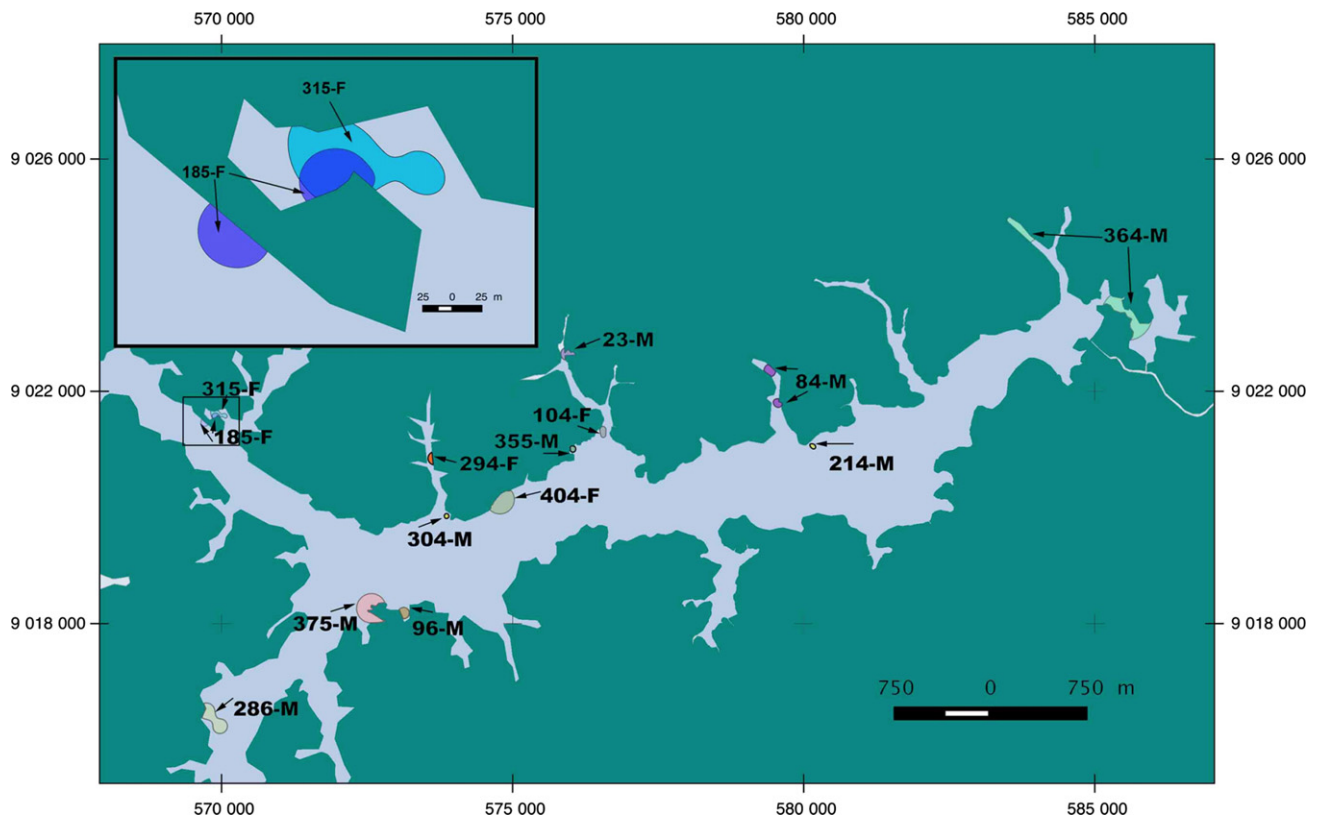 570 000 575 000 580 000 585 000
315-F
9 026 000 9 026 000
185-F
364-M
25 0 25 m
23-M
84-M
9 022 000 9 022 000
315-F
104-F
185-F
355-M
294-F
214-M
404-F
304-M
375-M
96-M
9 018 000 9 018 000
750 0 750 m
286-M
570 000 575 000 580 000 585 000